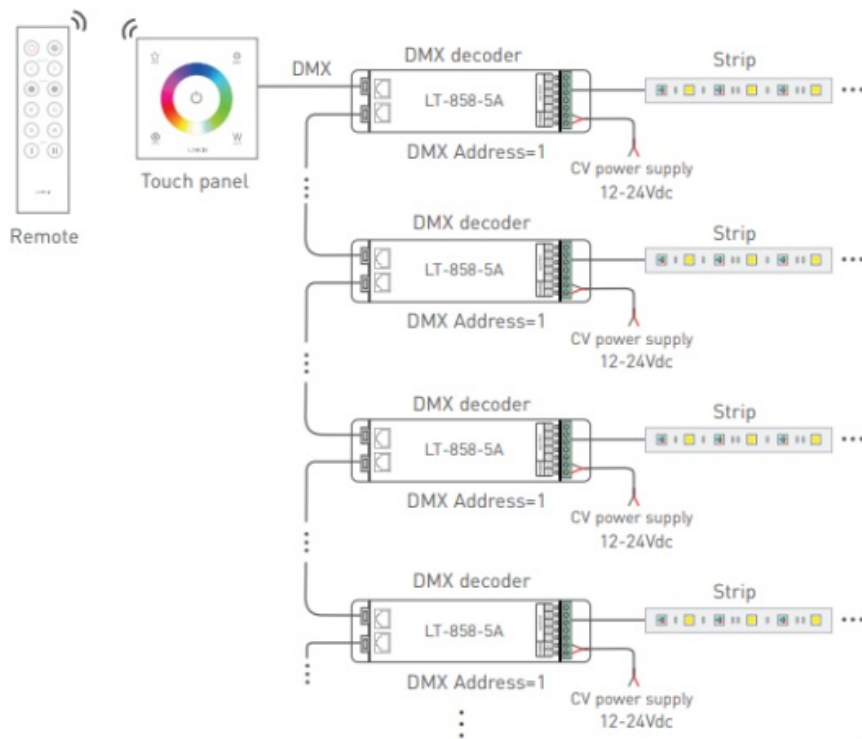 Remote
Touch panel
W
DMX
DMX decoder
LT-858-5A
DMX Address=1
Strip
CV power supply
12-24Vdc
DMX decoder
LT-858-5A
DMX Address=1
Strip
CV power supply
12-24Vdc
DMX decoder
LT-858-5A
DMX Address=1
Strip
CV power supply
12-24Vdc
DMX decoder
LT-858-5A
DMX Address=1
Strip
CV power supply
12-24Vdc